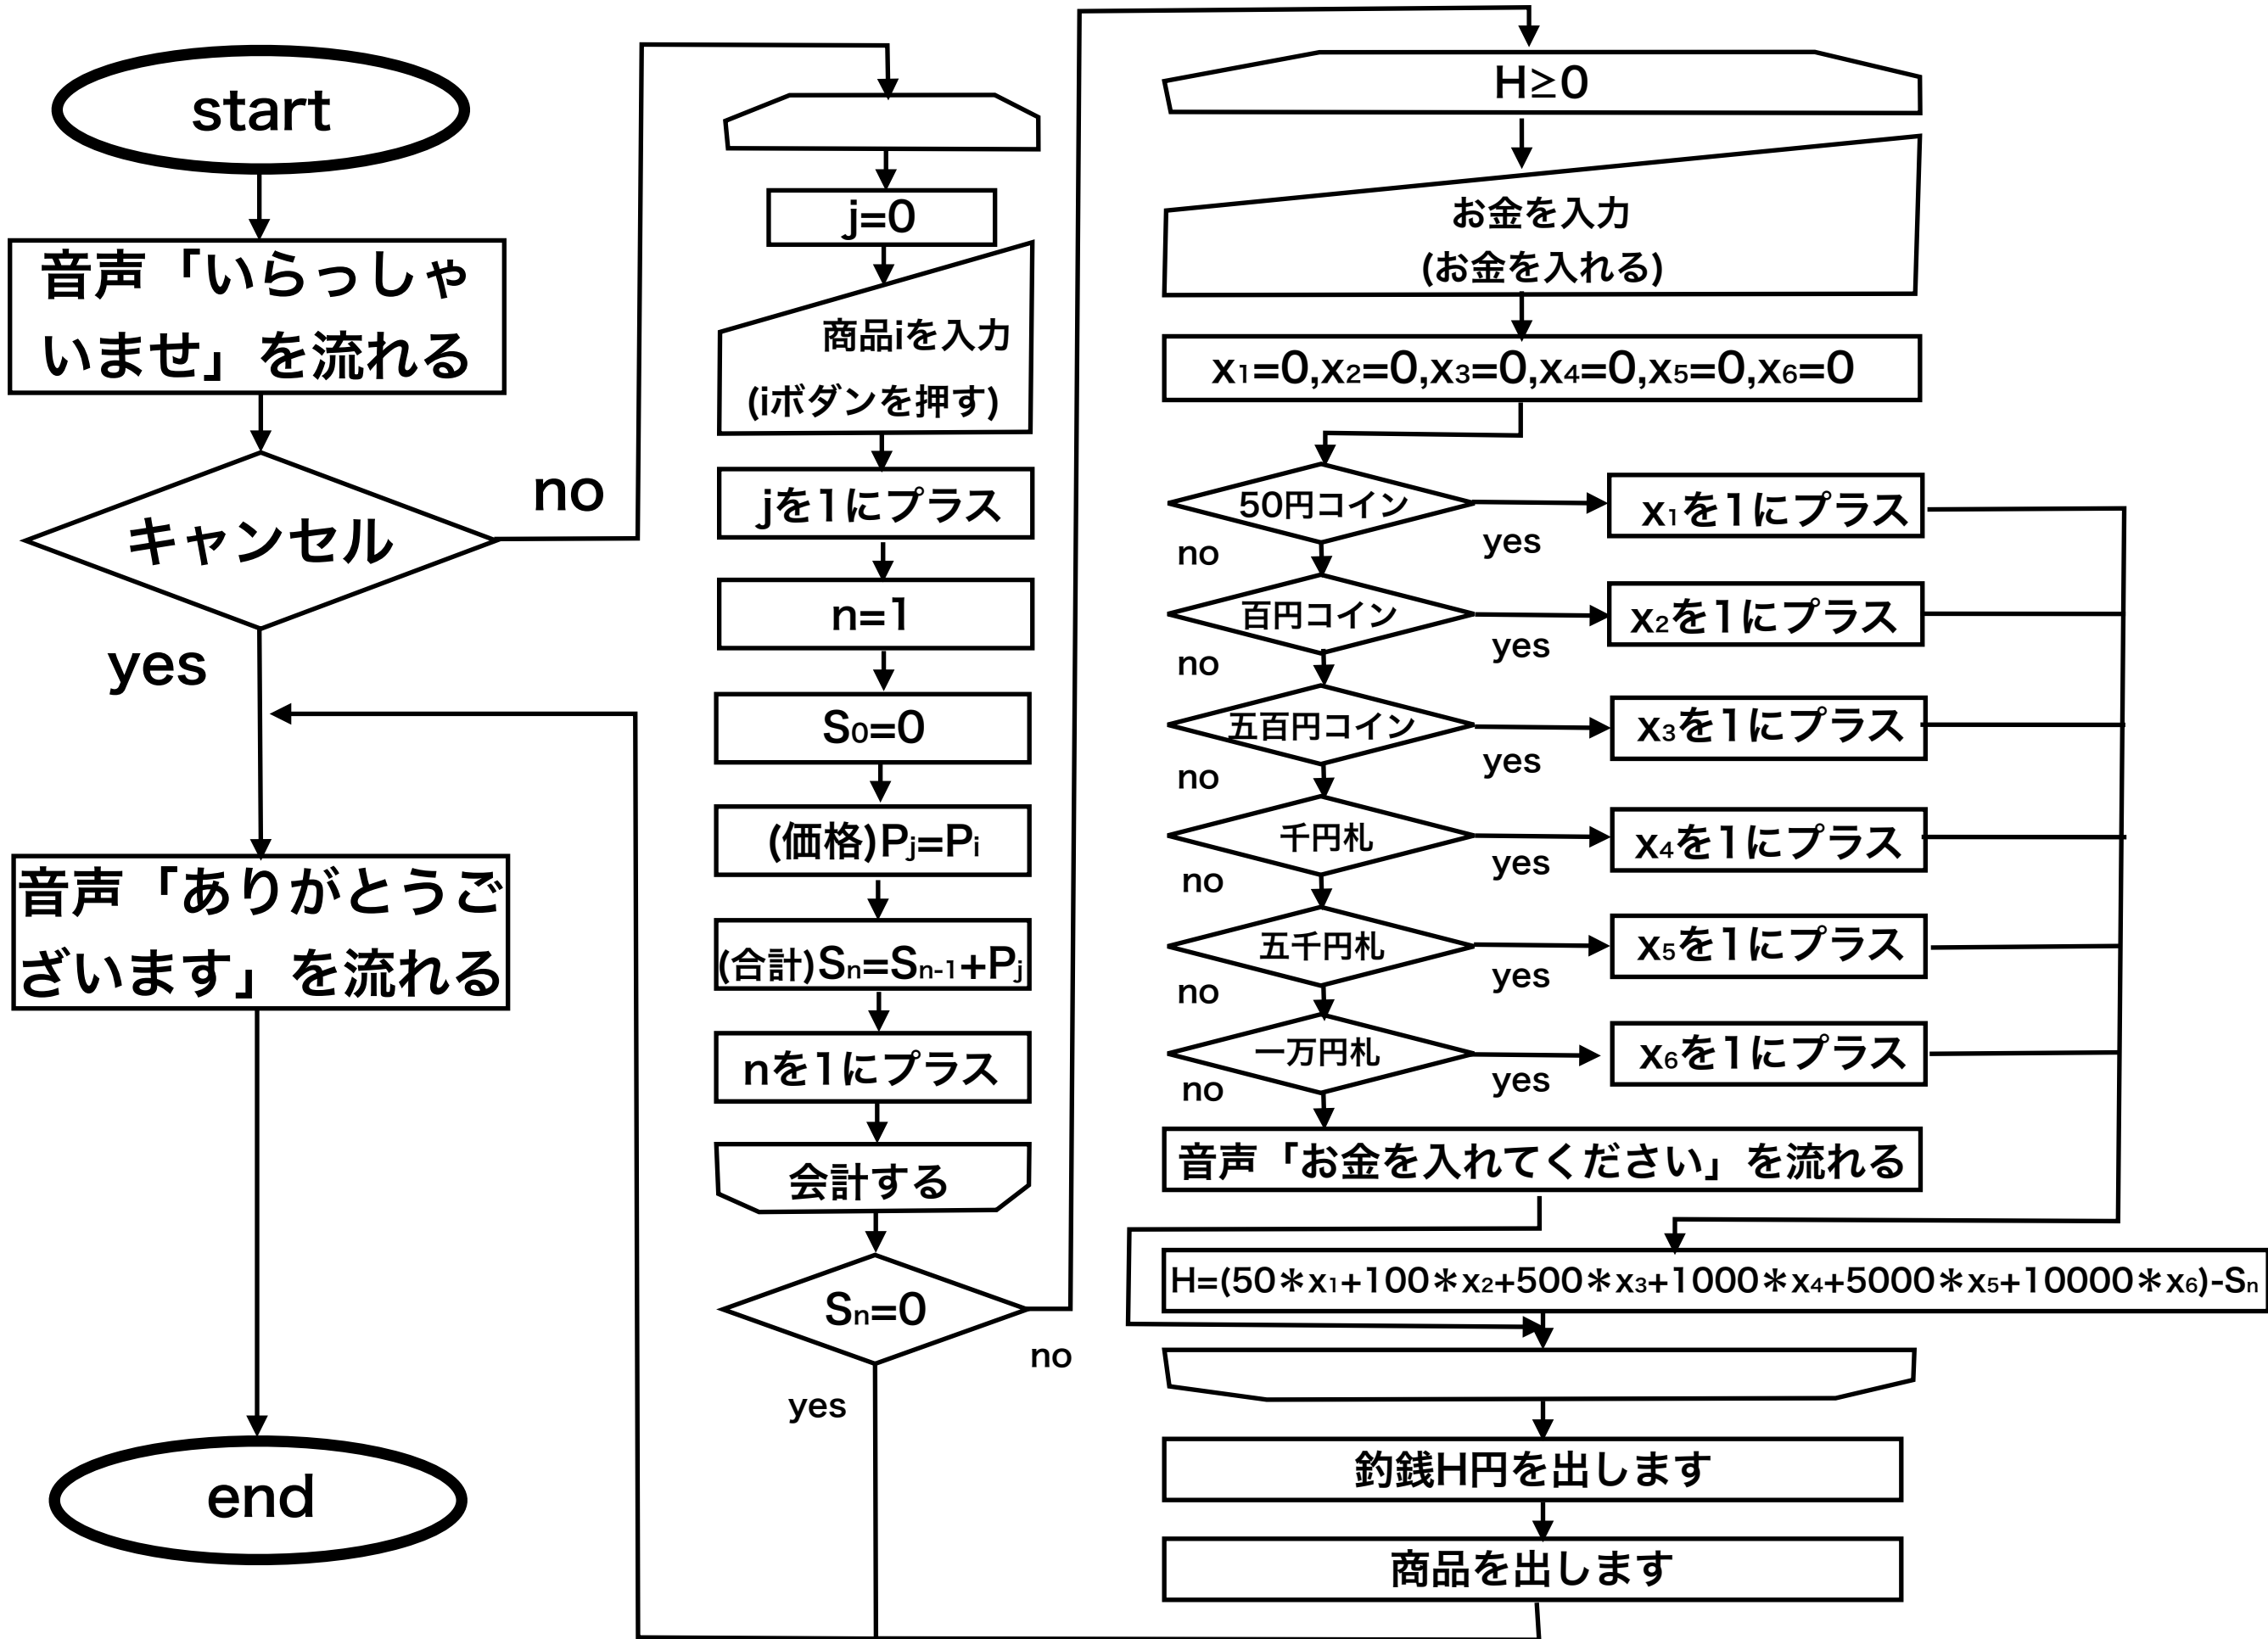 start
音声「いらっしゃ
いませ」を流れる
キャンセル
no
yes
音声「ありがとうご
ざいます」を流れる
end
j=0
商品iを入力
(iボタンを押す)
jを1にプラス
n=1
S₀=0
(価格)Pⱼ=Pᵢ
(合計)Sₙ=Sₙ₋₁+Pⱼ
nを1にプラス
会計する
Sₙ=0
no
yes
H≥0
お金を入力
(お金を入れる)
x₁=0,x₂=0,x₃=0,x₄=0,x₅=0,x₆=0
50円コイン
yes
x₁を1にプラス
no
百円コイン
yes
x₂を1にプラス
no
五百円コイン
yes
x₃を1にプラス
no
千円札
yes
x₄を1にプラス
no
五千円札
yes
x₅を1にプラス
no
一万円札
yes
x₆を1にプラス
no
音声「お金を入れてください」を流れる
H=(50*x₁+100*x₂+500*x₃+1000*x₄+5000*x₅+10000*x₆)-Sₙ
釣銭H円を出します
商品を出します